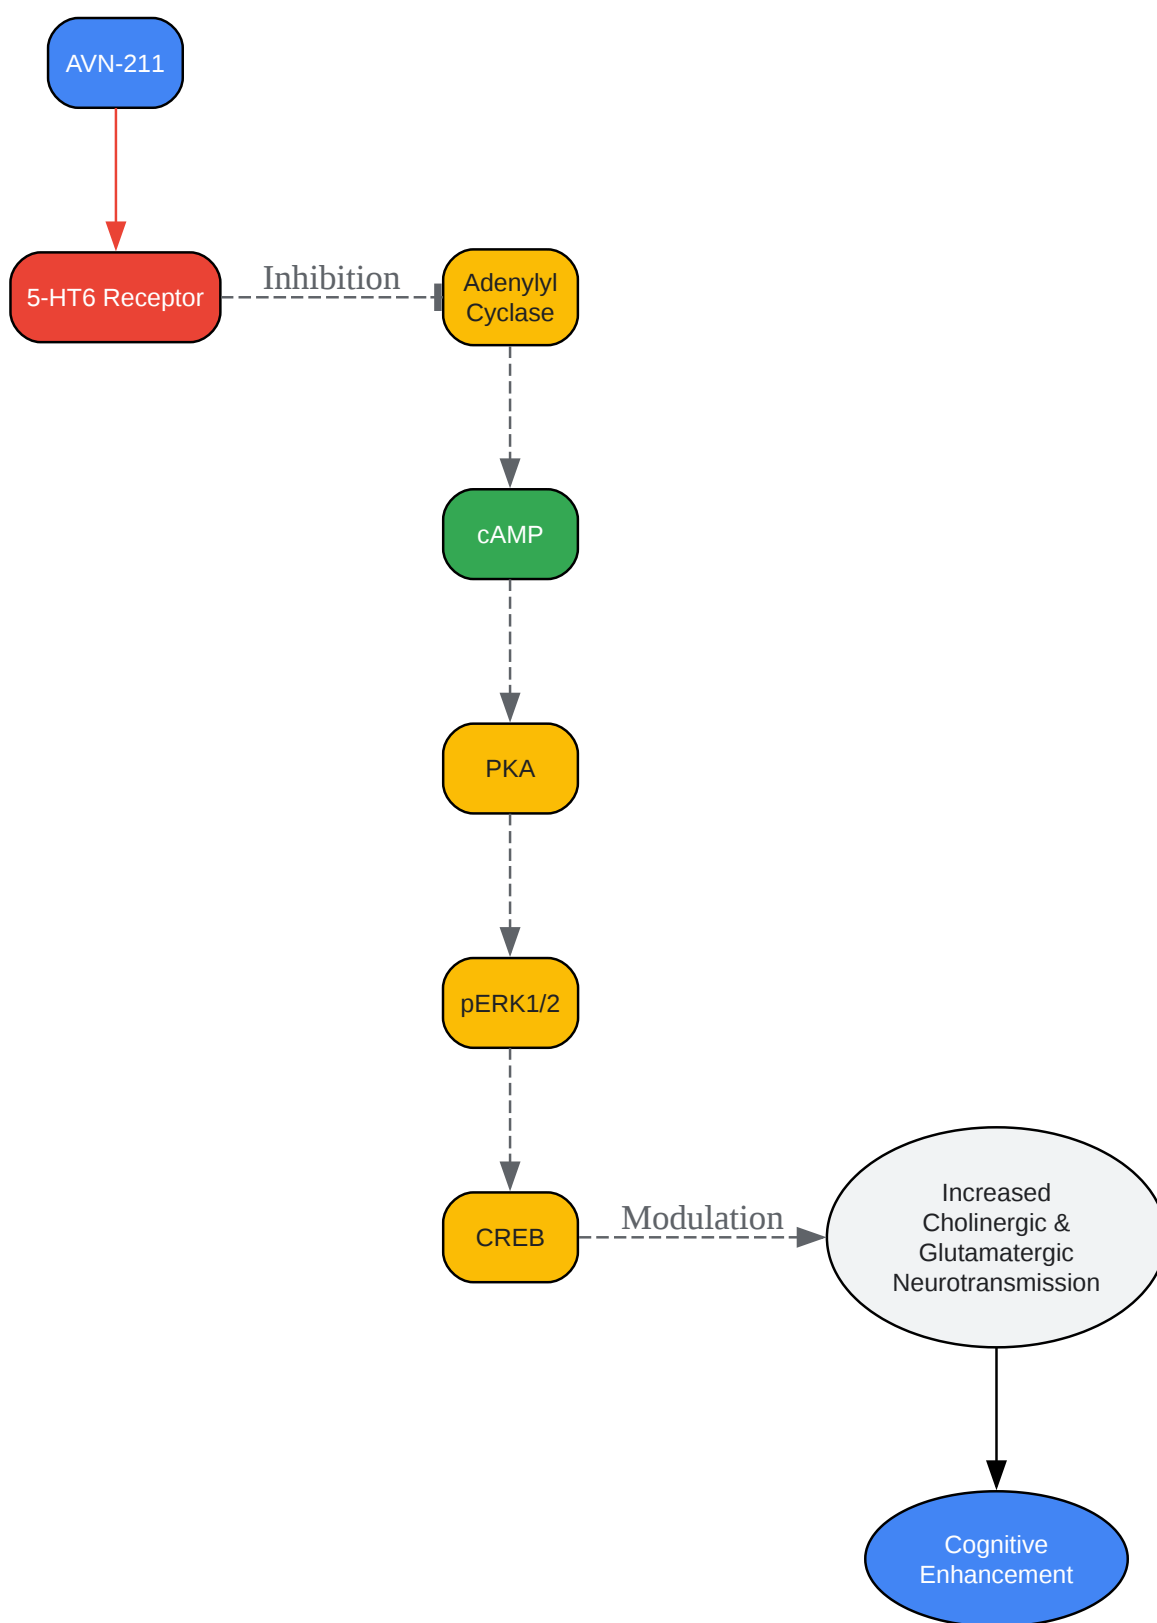 AVN-211
5-HT6 Receptor
Inhibition
Adenylyl
Cyclase
cAMP
PKA
pERK1/2
CREB
Modulation
Increased
Cholinergic &
Glutamatergic
Neurotransmission
Cognitive
Enhancement